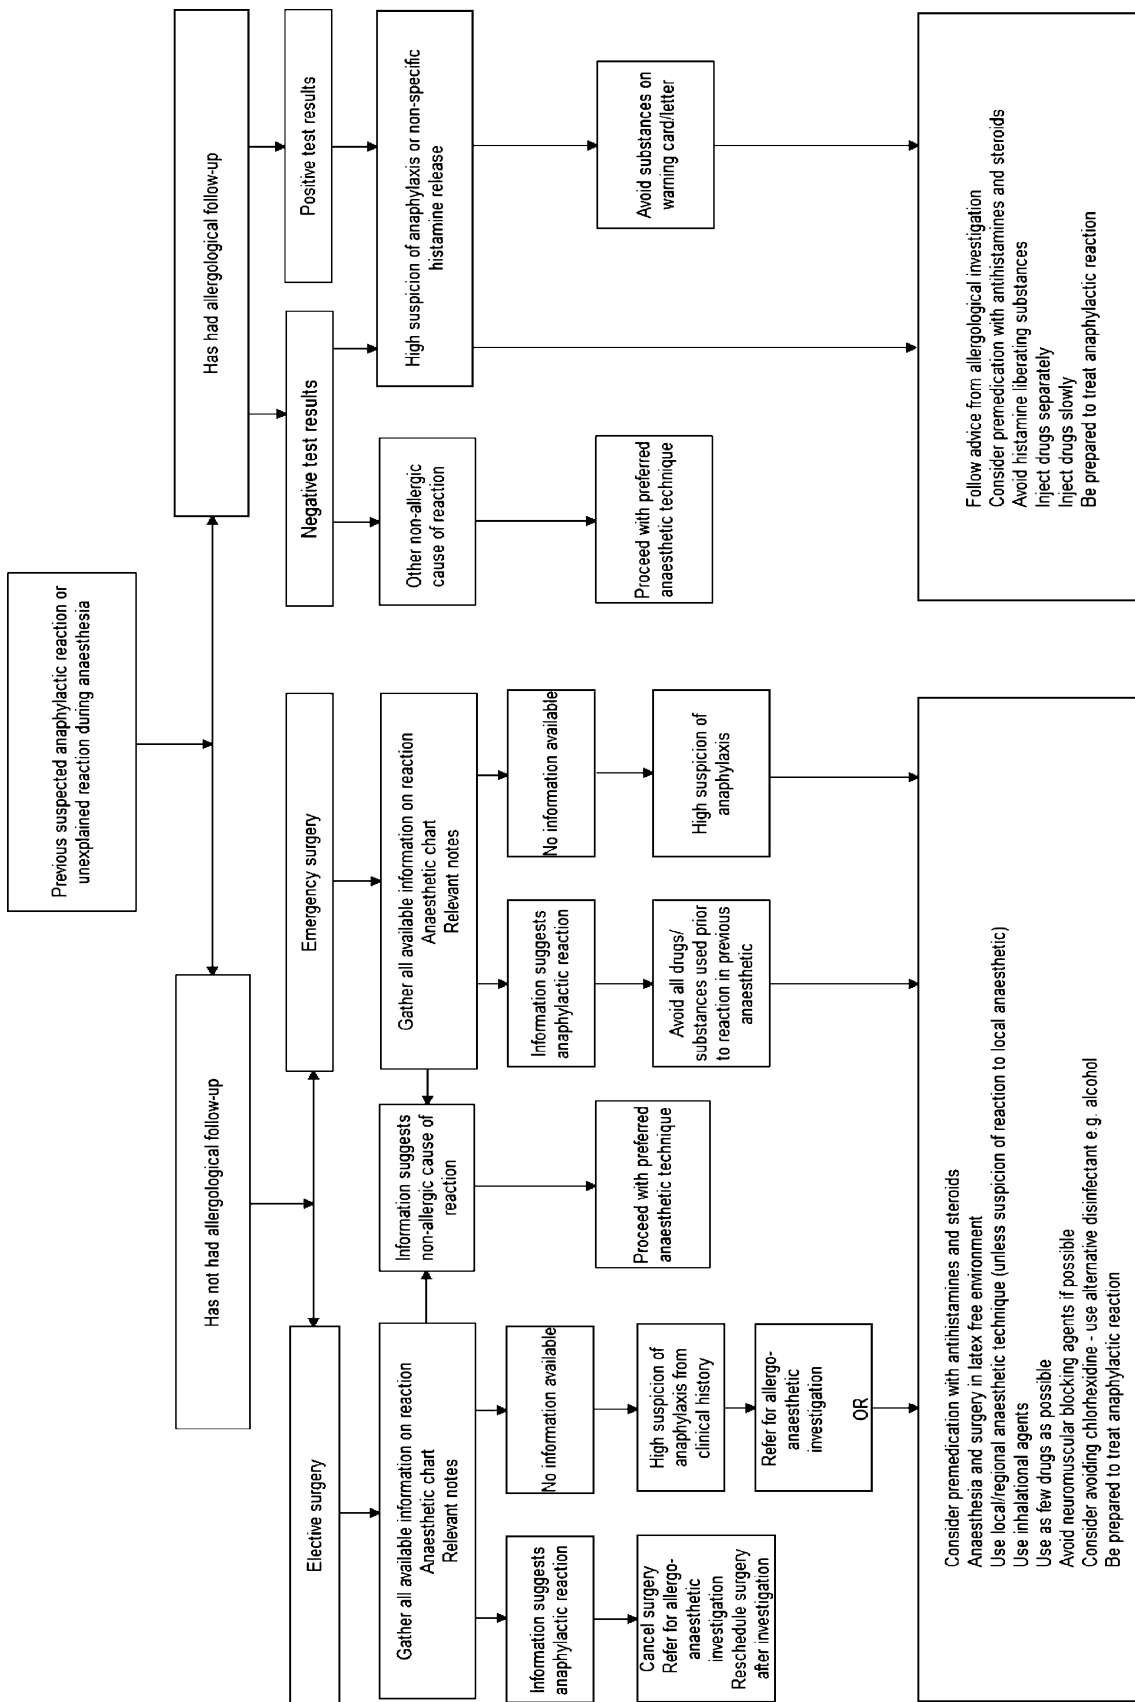 Previous suspected anaphylactic reaction or
unexplained reaction during anaesthesia
Has not had allergological follow-up
Has had allergological follow-up
Elective surgery
Emergency surgery
Negative test results
Positive test results
Gather all available information on reaction
Anaesthetic chart
Relevant notes
Information suggests
non-allergic cause of
reaction
Gather all available information on reaction
Anaesthetic chart
Relevant notes
Other non-allergic
cause of reaction
High suspicion of anaphylaxis or non-specific
histamine release
Information suggests
anaphylactic reaction
No information available
Information suggests
anaphylactic reaction
No information available
Proceed with preferred
anaesthetic technique
Proceed with preferred
anaesthetic technique
Avoid substances on
warning card/letter
Cancel surgery
Refer for allergo-
anaesthetic
investigation
Reschedule surgery
after investigation
High suspicion of
anaphylaxis from
clinical history
Avoid all drugs/
substances used prior
to reaction in previous
anaesthetic
High suspicion of
anaphylaxis
Refer for allergo-
anaesthetic
investigation
OR
Consider premedication with antihistamines and steroids
Anaesthesia and surgery in latex free environment
Use local/regional anaesthetic technique (unless suspicion of reaction to local anaesthetic)
Use inhalational agents
Use as few drugs as possible
Avoid neuromuscular blocking agents if possible
Consider avoiding chlorhexidine - use alternative disinfectant e.g. alcohol
Be prepared to treat anaphylactic reaction
Follow advice from allergological investigation
Consider premedication with antihistamines and steroids
Avoid histamine liberating substances
Inject drugs separately
Inject drugs slowly
Be prepared to treat anaphylactic reaction